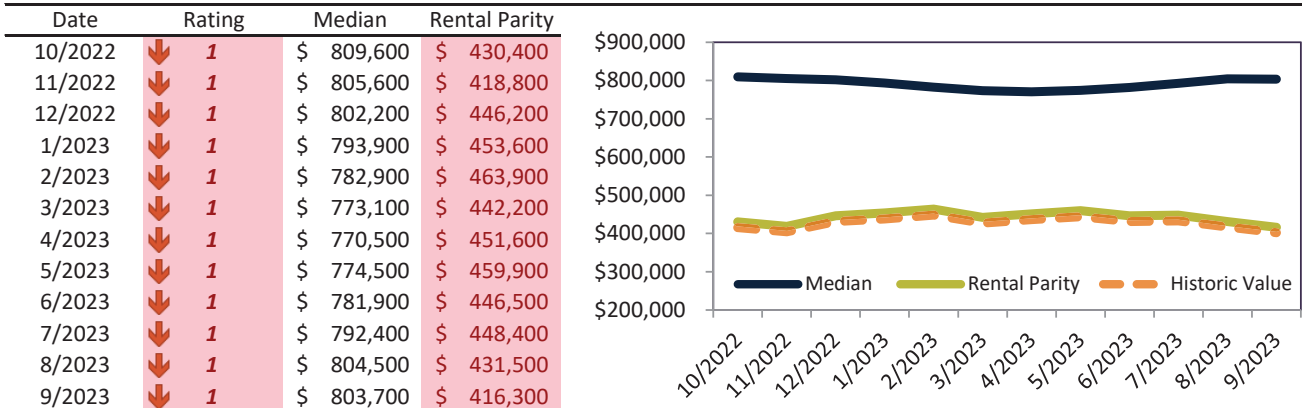 Date Rating Median Rental Parity
10/2022 1 $ 809,600 $ 430,400
11/2022 1 $ 805,600 $ 418,800
12/2022 1 $ 802,200 $ 446,200
1/2023 1 $ 793,900 $ 453,600
2/2023 1 $ 782,900 $ 463,900
3/2023 1 $ 773,100 $ 442,200
4/2023 1 $ 770,500 $ 451,600
5/2023 1 $ 774,500 $ 459,900
6/2023 1 $ 781,900 $ 446,500
7/2023 1 $ 792,400 $ 448,400
8/2023 1 $ 804,500 $ 431,500
9/2023 1 $ 803,700 $ 416,300
$900,000
$800,000
$700,000
$600,000
$500,000
$400,000
$300,000
$200,000
Median Rental Parity Historic Value
10/2022 11/2022 12/2022 1/2023 2/2023 3/2023 4/2023 5/2023 6/2023 7/2023 8/2023 9/2023